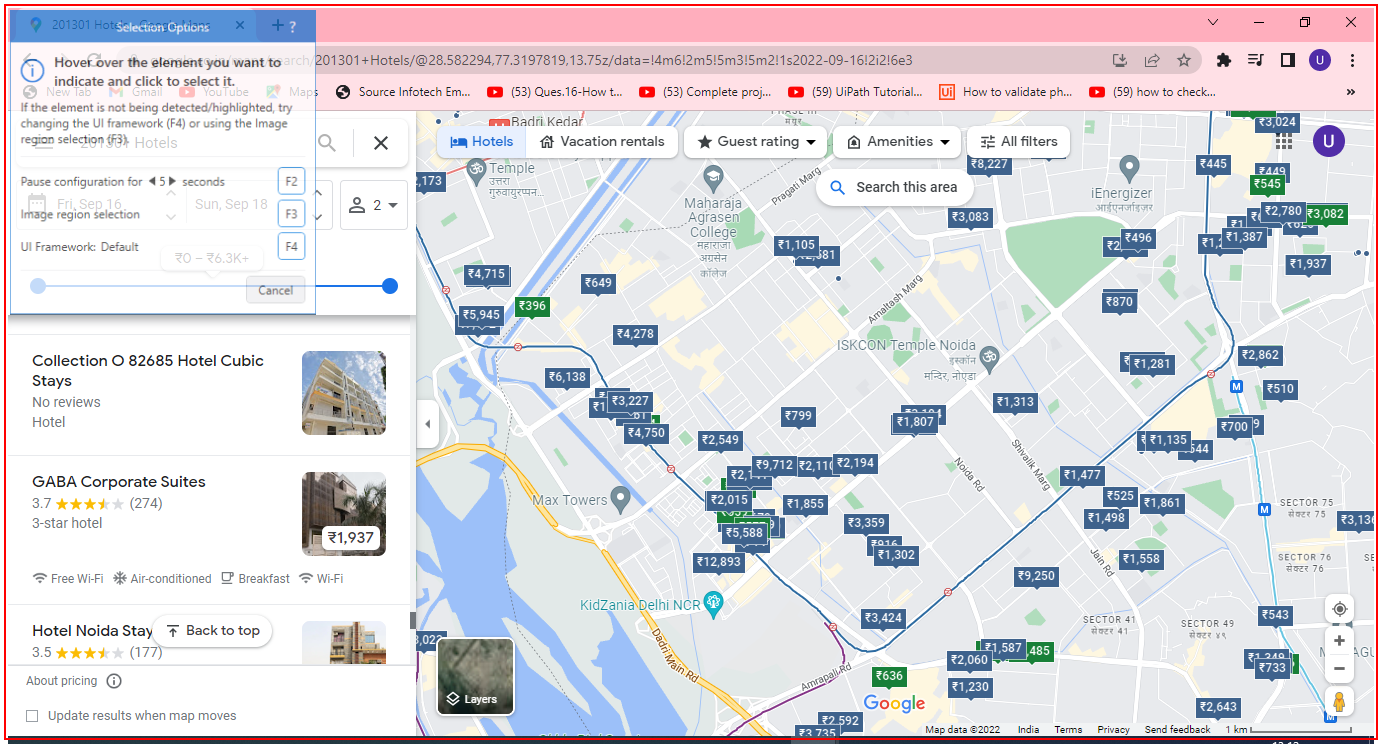 201301 Hotels - Google Maps
Selection Options
?
Hover over the element you want to
indicate and click to select it.
search/201301+Hotels/@28.582294,77.3197819,13.75z/data=!4m6!2m5!5m3!5m2!1s2022-09-16!2i2!6e3
U
New Tab
Gmail
YouTube
Maps
Source Infotech Em...
(53) Ques.16-How t...
(53) Complete proj...
(59) UiPath Tutorial...
How to validate ph...
(59) how to check...
»
If the element is not being detected/highlighted, try
changing the UI framework (F4) or using the Image
region selection (F3).
201301 Hotels
Pause configuration for 5 seconds
F2
Fri, Sep 16
Sun, Sep 18
2
Image region selection
F3
UI Framework: Default
F4
₹0 – ₹6.3K+
Cancel
Hotels
Vacation rentals
Guest rating
Amenities
All filters
U
Search this area
Collection O 82685 Hotel Cubic
Stays
No reviews
Hotel
GABA Corporate Suites
3.7
(274)
3-star hotel
₹1,937
Free Wi-Fi
Air-conditioned
Breakfast
Wi-Fi
Hotel Noida Stay
3.5
(177)
Back to top
About pricing
Update results when map moves
Badri Kedar
Temple
उत्तरा
गुवायुरप्पन...
Pragati Marg
Maharaja
Agrasen
College
महाराजा
अग्रसेन
कॉलेज
iEnergizer
आईएनर्जाइजर
₹3,024
₹8,227
₹445
₹449
₹545
₹2,780
₹3,082
₹3,083
₹496
₹1,387
₹1,937
₹1,105
₹4,715
₹649
₹396
₹5,945
₹4,278
₹870
Amaltash Marg
ISKCON Temple Noida
इस्कॉन
मन्दिर, नोएडा
₹1,281
₹2,862
₹510
₹6,138
₹3,227
₹4,750
₹799
₹1,313
₹1,807
₹2,549
₹700
₹1,135
Shivalik Marg
Noida Rd
₹9,712
₹2,110
₹2,194
₹1,477
₹2,015
₹1,855
₹525
₹1,861
₹1,498
Max Towers
₹5,588
₹3,359
₹1,302
SECTOR 75
सेक्टर 75
₹12,893
₹1,558
Jain Rd
SECTOR 76
सेक्टर 76
₹9,250
KidZania Delhi NCR
₹3,424
₹543
SECTOR 41
सेक्टर 41
SECTOR 49
सेक्टर ४९
Dadri Main Rd
₹1,587
₹2,060
₹733
Amrapali Rd
₹636
₹1,230
₹2,643
₹2,592
₹3,735
Layers
Google
Map data ©2022
India
Terms
Privacy
Send feedback
1 km